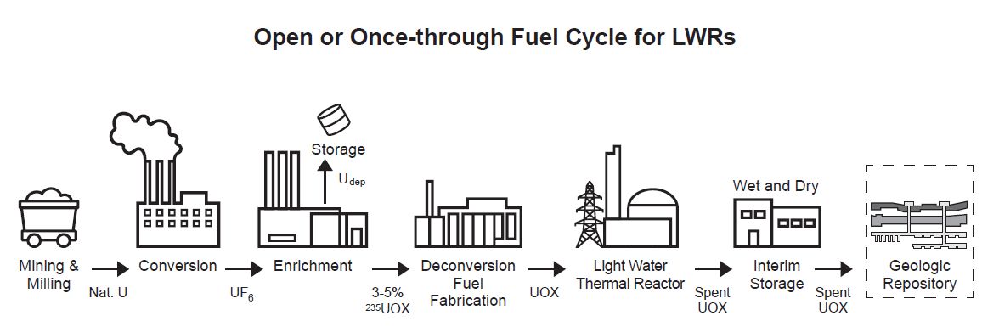 Open or Once-through Fuel Cycle for LWRs
Storage
U dep
Wet and Dry
Mining &
Milling
Nat. U
Conversion
UF6
Enrichment
3-5%
235UOX
Deconversion
Fuel
Fabrication
UOX
Light Water
Thermal Reactor
Spent
UOX
Interim
Storage
Spent
UOX
Geologic
Repository